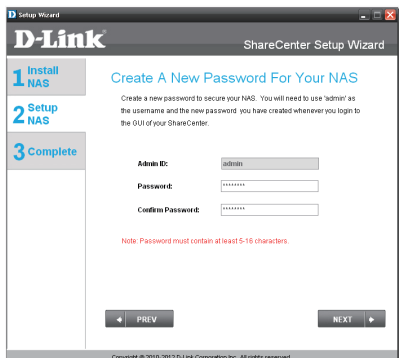 D Setup Wizard
D-Link
ShareCenter Setup Wizard
1 Install NAS
2 Setup NAS
3 Complete
Create A New Password For Your NAS
Create a new password to secure your NAS. You will need to use 'admin' as
the username and the new password you have created whenever you login to
the GUI of your ShareCenter.
Admin ID: admin
Password: ********
Confirm Password: ********
Note: Password must contain at least 5-16 characters.
PREV
NEXT
Copyright © 2010-2012 D-Link Corporation Inc. All rights reserved.